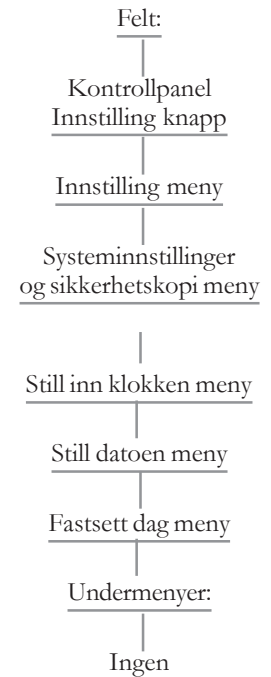 Felt:
Kontrollpanel
Innstilling knapp
Innstilling meny
Systeminnstillinger
og sikkerhetskopi meny
Still inn klokken meny
Still datoen meny
Fastsett dag meny
Undermenyer:
Ingen